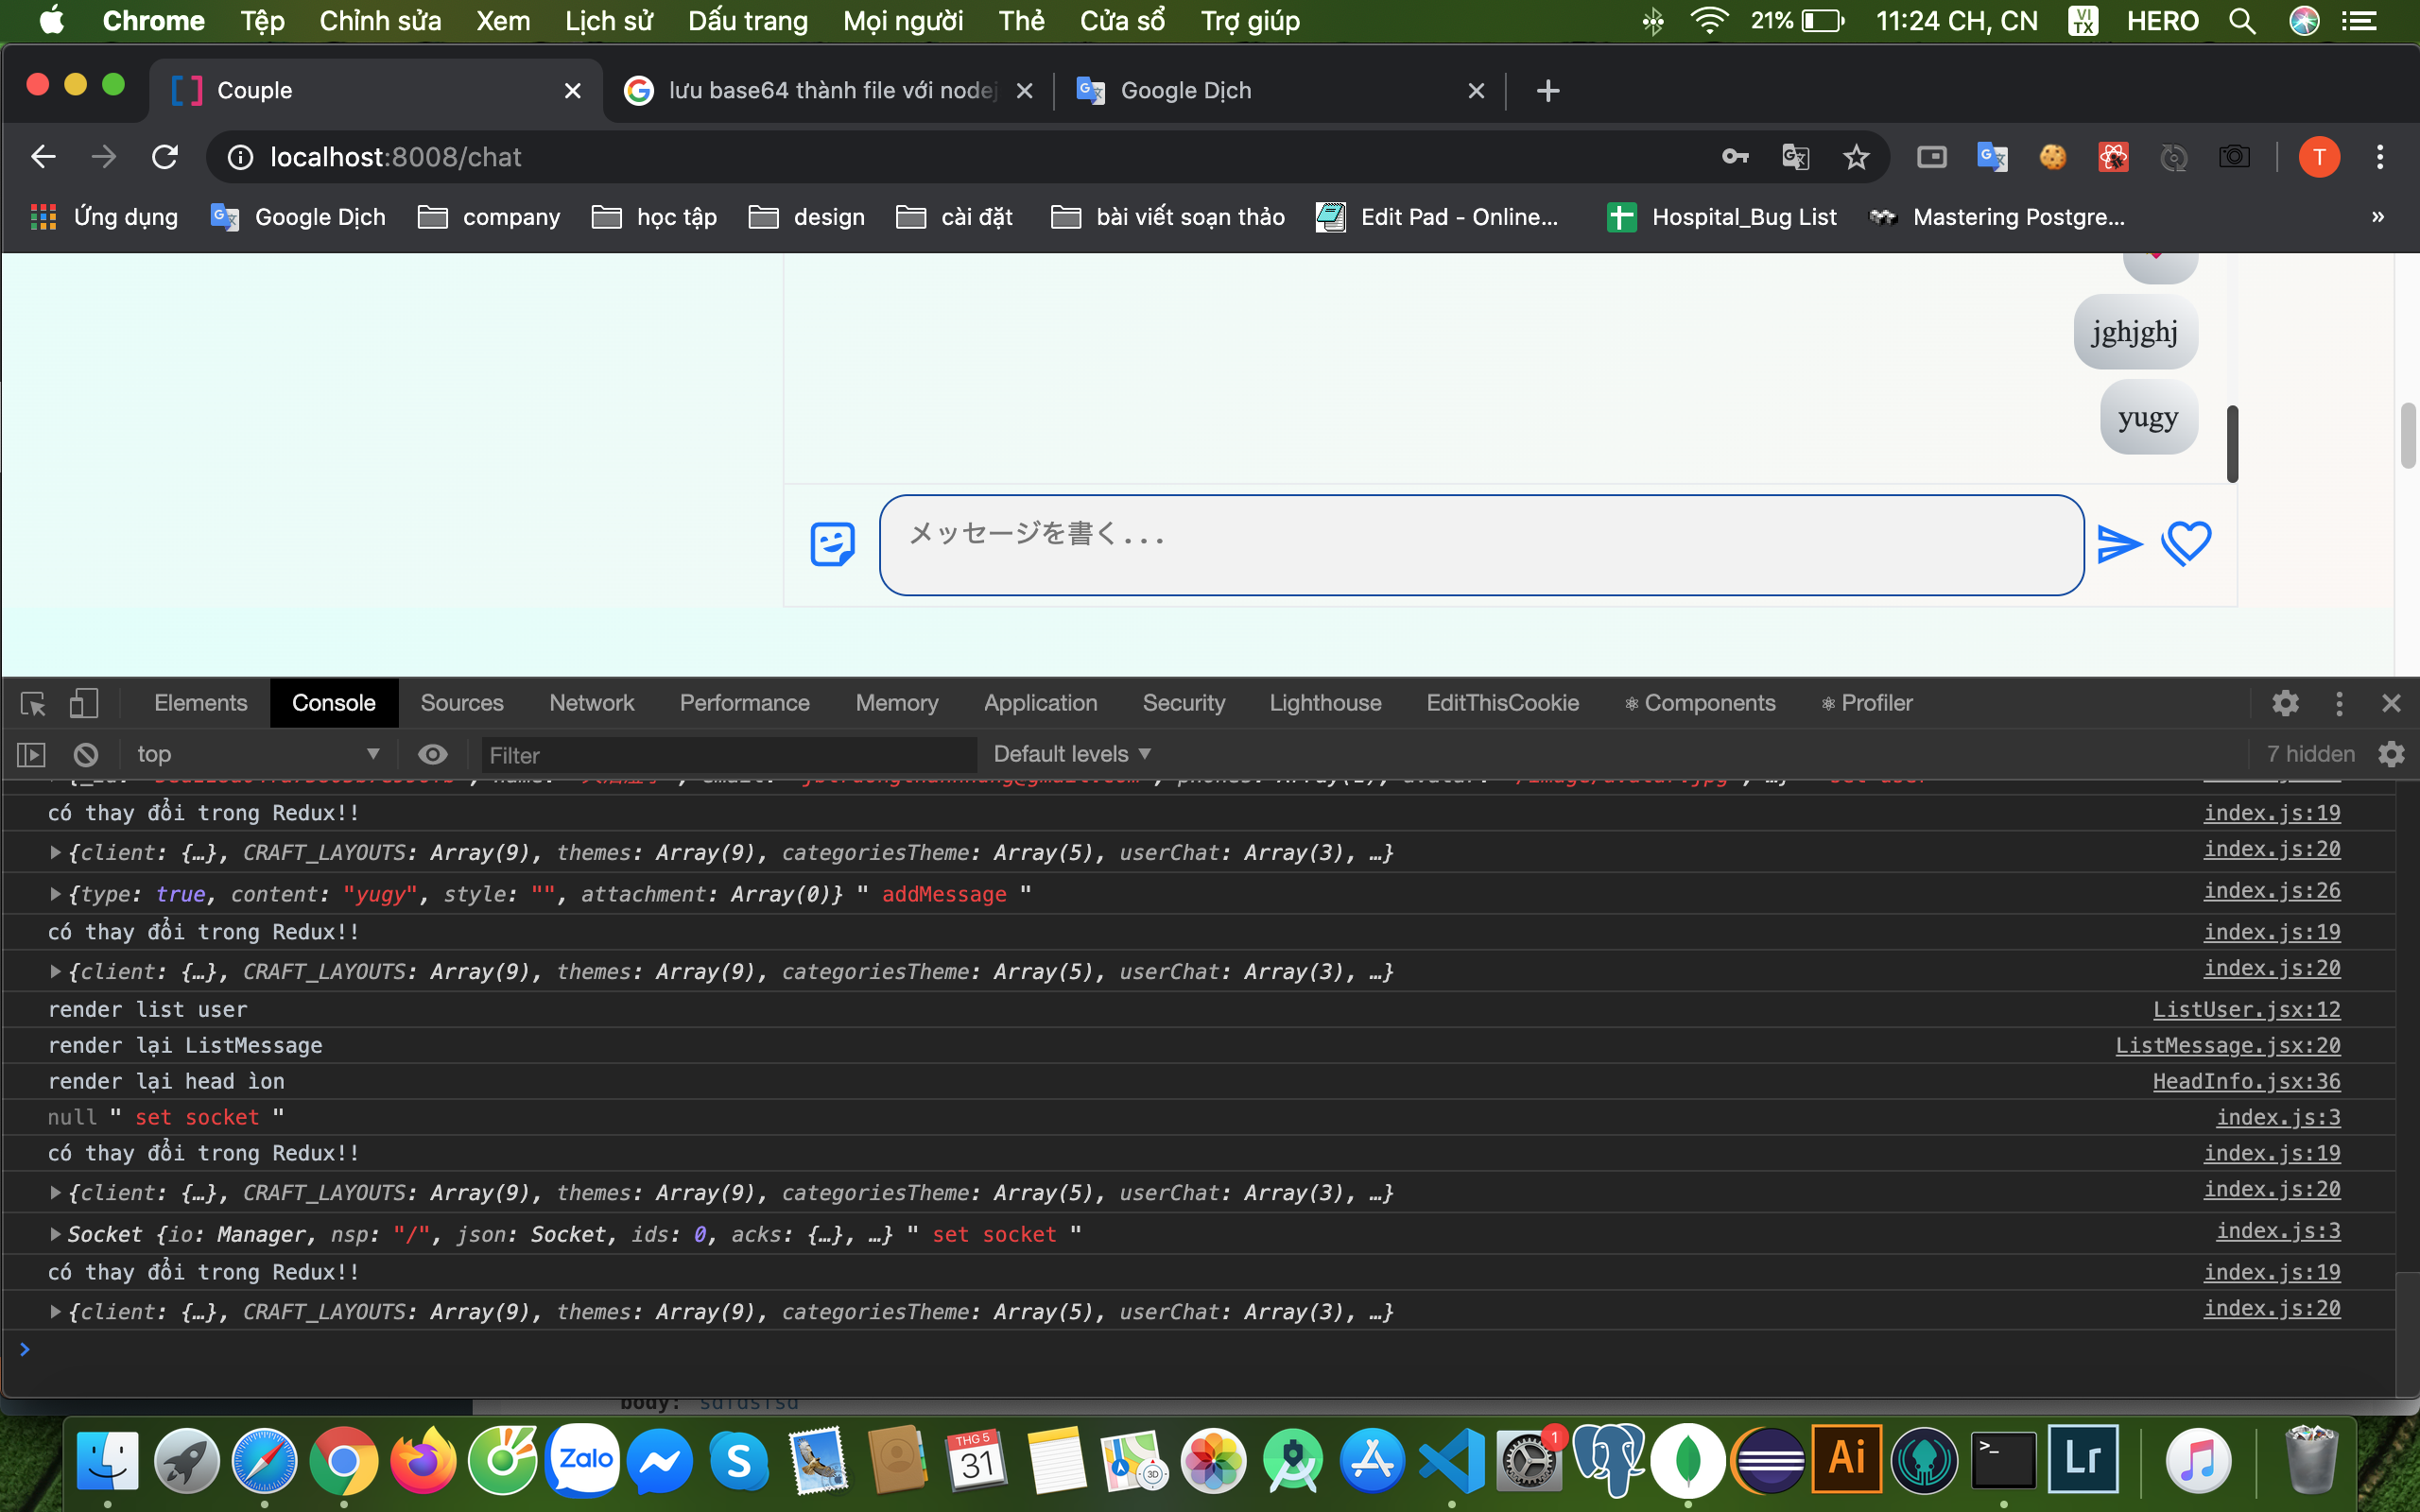 Chrome Tệp Chỉnh sửa Xem Lịch sử Dấu trang Mọi người Thẻ Cửa sổ Trợ giúp 21% 11:24 CH, CN VI TX HERO
Couple lưu base64 thành file với nodej Google Dịch
localhost:8008/chat T
Ứng dụng Google Dịch company học tập design cài đặt bài viết soạn thảo Edit Pad - Online... Hospital_Bug List Mastering Postgre... »
jghjghj
yugy
メッセージを書く...
Elements Console Sources Network Performance Memory Application Security Lighthouse EditThisCookie Components Profiler
top Filter Default levels 7 hidden
có thay đổi trong Redux!! index.js:19
{client: {…}, CRAFT_LAYOUTS: Array(9), themes: Array(9), categoriesTheme: Array(5), userChat: Array(3), …} index.js:20
{type: true, content: "yugy", style: "", attachment: Array(0)} " addMessage " index.js:26
có thay đổi trong Redux!! index.js:19
{client: {…}, CRAFT_LAYOUTS: Array(9), themes: Array(9), categoriesTheme: Array(5), userChat: Array(3), …} index.js:20
render list user ListUser.jsx:12
render lại ListMessage ListMessage.jsx:20
render lại head ìon HeadInfo.jsx:36
null " set socket " index.js:3
có thay đổi trong Redux!! index.js:19
{client: {…}, CRAFT_LAYOUTS: Array(9), themes: Array(9), categoriesTheme: Array(5), userChat: Array(3), …} index.js:20
Socket {io: Manager, nsp: "/", json: Socket, ids: 0, acks: {…}, …} " set socket " index.js:3
có thay đổi trong Redux!! index.js:19
{client: {…}, CRAFT_LAYOUTS: Array(9), themes: Array(9), categoriesTheme: Array(5), userChat: Array(3), …} index.js:20
body: sdfdsfsd
Zalo S THG 5 31 3D 1 Ai >_ Lr